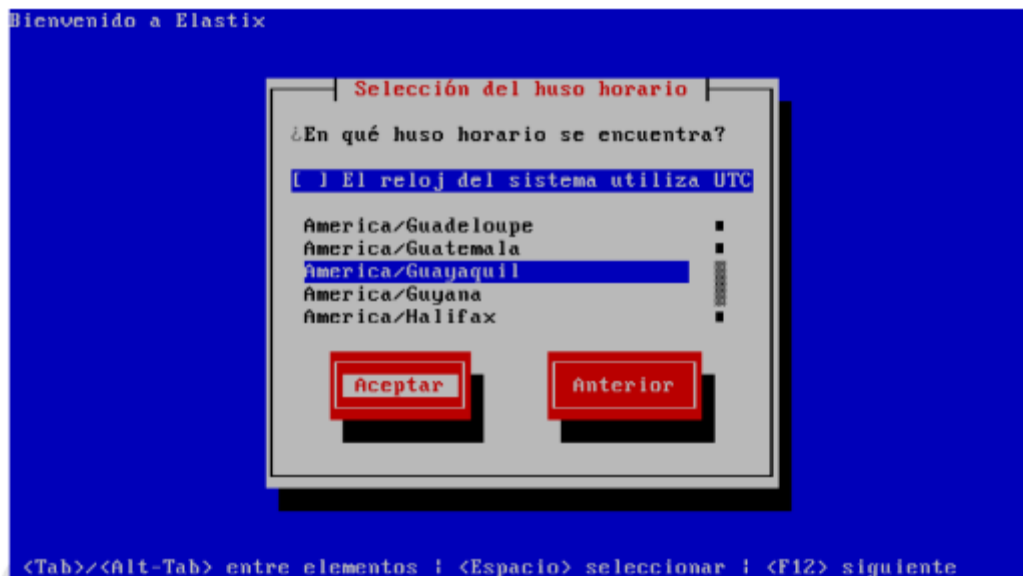 Bienvenido a Elastix
Selección del huso horario
¿En qué huso horario se encuentra?
[ ] El reloj del sistema utiliza UTC
America/Guadeloupe
America/Guatemala
America/Guayaquil
America/Guyana
America/Halifax
Aceptar Anterior
<Tab>/<Alt-Tab> entre elementos | <Espacio> seleccionar | <F12> siguiente